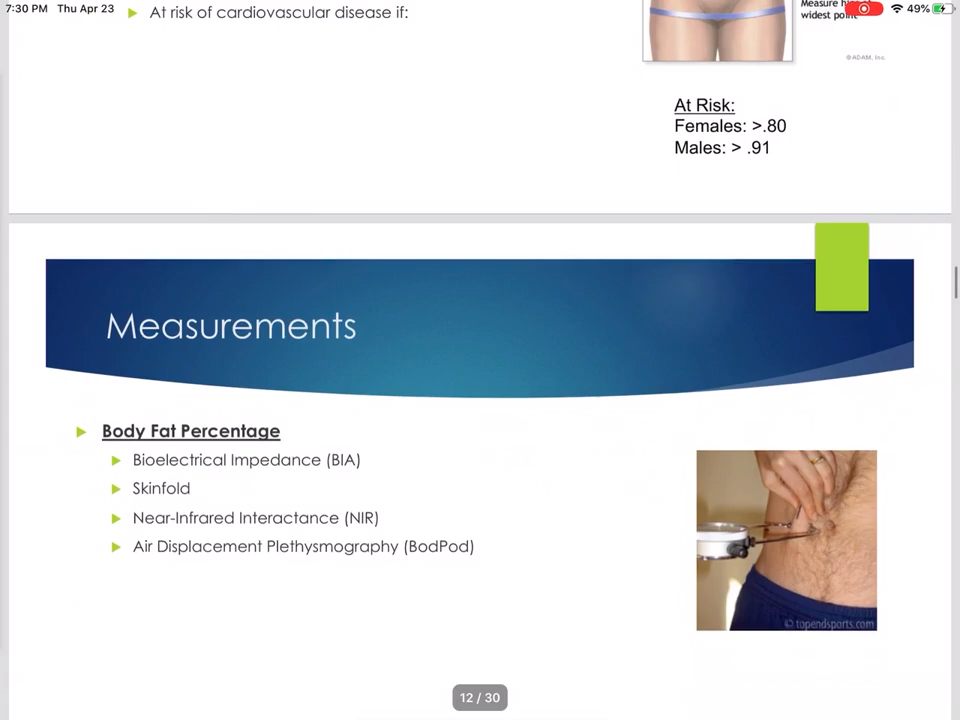 7:30 PM Thu Apr 23
49%
At risk of cardiovascular disease if:
Measure
widest point
©ADAM, Inc.
At Risk:
Females: >.80
Males: > .91
Measurements
Body Fat Percentage
Bioelectrical Impedance (BIA)
Skinfold
Near-Infrared Interactance (NIR)
Air Displacement Plethysmography (BodPod)
© topendsports.com
12 / 30